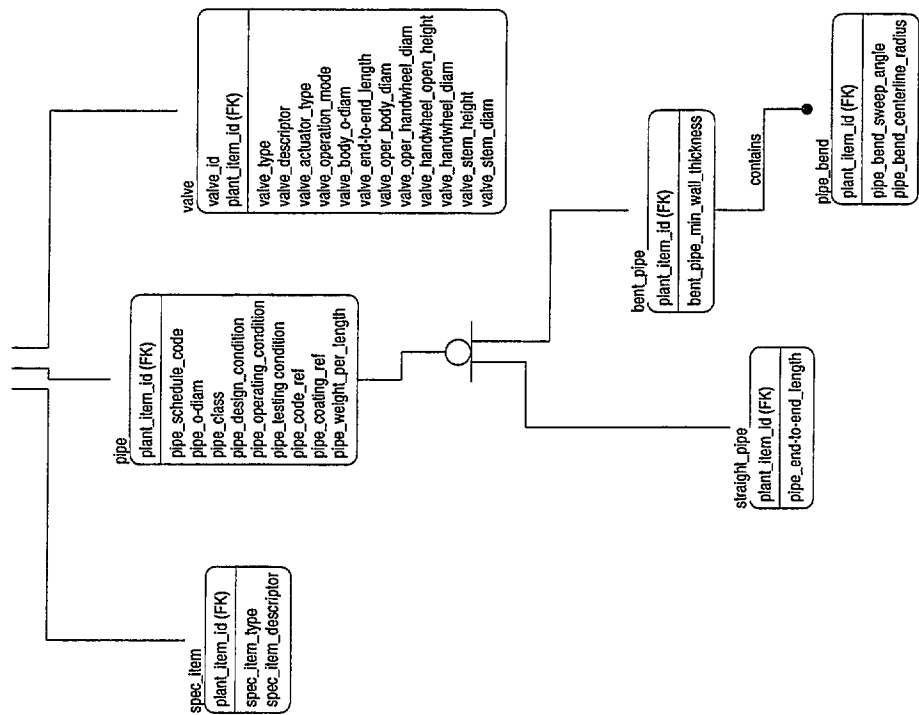 valve
valve_id
plant_item_id (FK)
valve_type
valve_descriptor
valve_actuator_type
valve_operation_mode
valve_body_o-diam
valve_end-to-end_length
valve_oper_body_diam
valve_oper_handwheel_diam
valve_handwheel_open_height
valve_handwheel_diam
valve_stem_height
valve_stem_diam
pipe
plant_item_id (FK)
pipe_schedule_code
pipe_o-diam
pipe_class
pipe_design_condition
pipe_operating_condition
pipe_testing condition
pipe_code_ref
pipe_coating_ref
pipe_weight_per_length
spec_item
plant_item_id (FK)
spec_item_type
spec_item_descriptor
bent_pipe
plant_item_id (FK)
bent_pipe_min_wall_thickness
contains
pipe_bend
plant_item_id (FK)
pipe_bend_sweep_angle
pipe_bend_centerline_radius
straight_pipe
plant_item_id (FK)
pipe_end-to-end_length